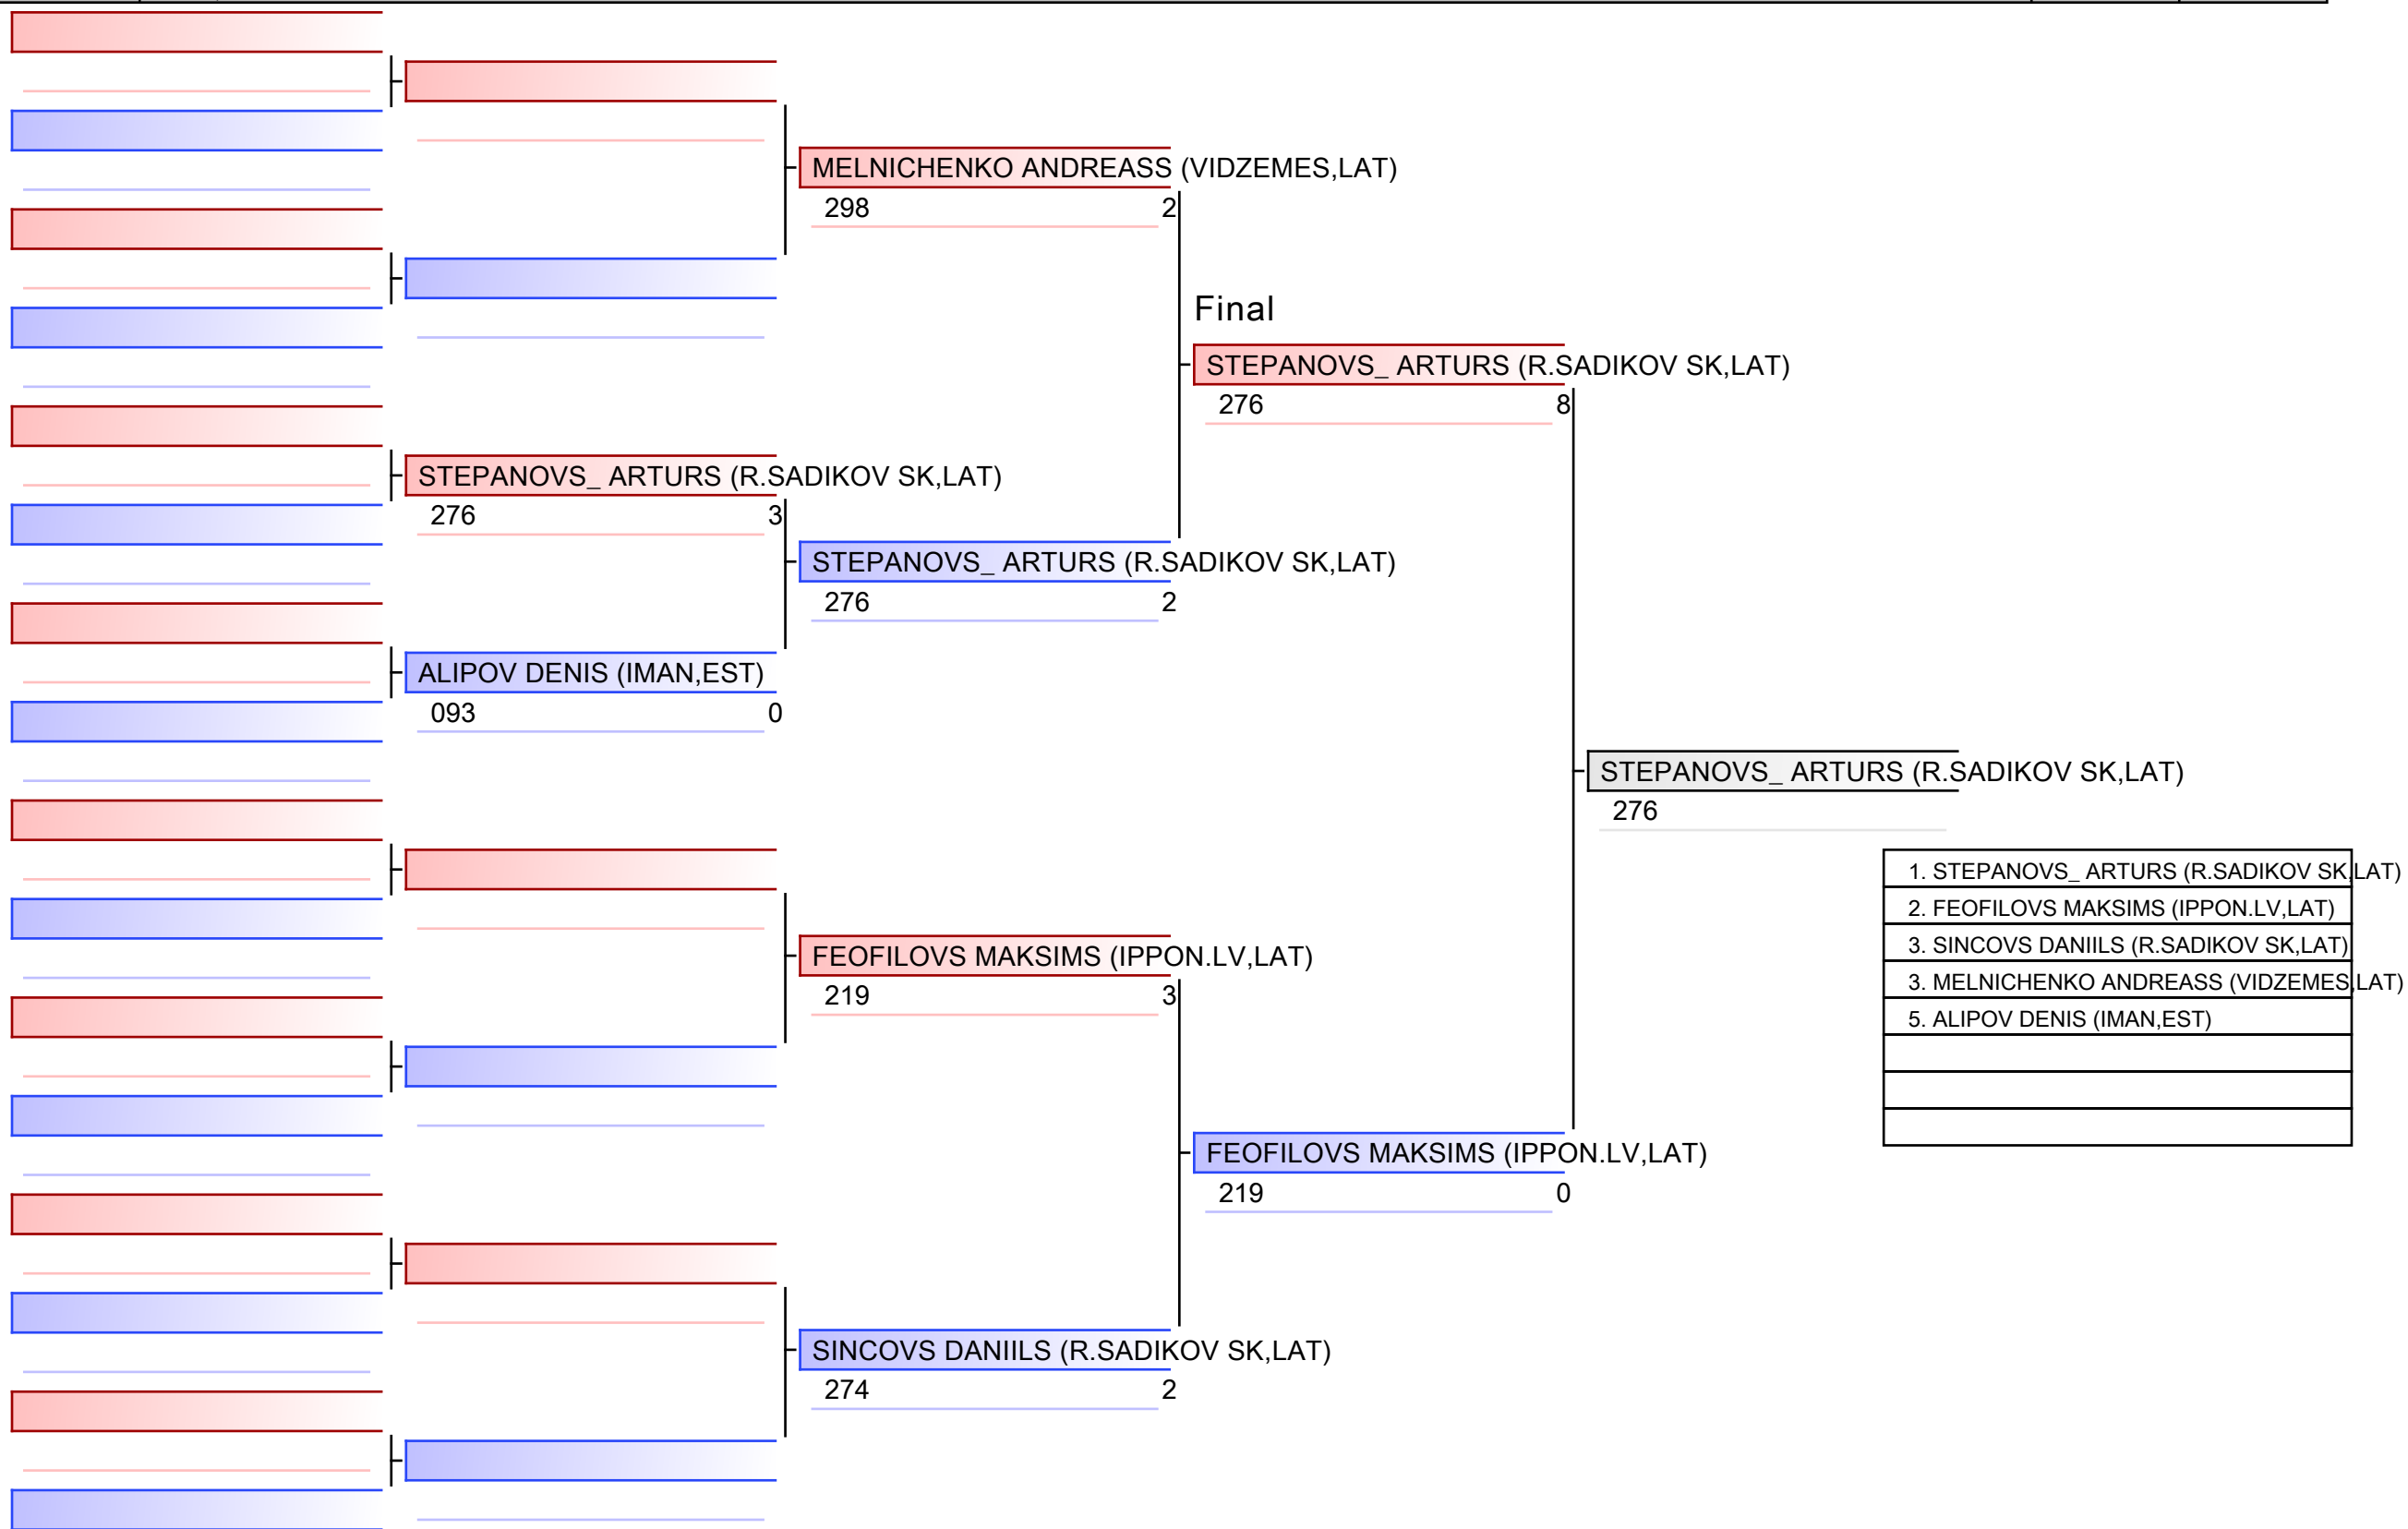 MELNICHENKO ANDREASS (VIDZEMES,LAT)
298 2
Final
STEPANOVS_ ARTURS (R.SADIKOV SK,LAT)
276 8
STEPANOVS_ ARTURS (R.SADIKOV SK,LAT)
276 3
STEPANOVS_ ARTURS (R.SADIKOV SK,LAT)
276 2
ALIPOV DENIS (IMAN,EST)
093 0
STEPANOVS_ ARTURS (R.SADIKOV SK,LAT)
276
1. STEPANOVS_ ARTURS (R.SADIKOV SK,LAT)
2. FEOFILOVS MAKSIMS (IPPON.LV,LAT)
3. SINCOVS DANIILS (R.SADIKOV SK,LAT)
3. MELNICHENKO ANDREASS (VIDZEMES,LAT)
5. ALIPOV DENIS (IMAN,EST)
FEOFILOVS MAKSIMS (IPPON.LV,LAT)
219 3
FEOFILOVS MAKSIMS (IPPON.LV,LAT)
219 0
SINCOVS DANIILS (R.SADIKOV SK,LAT)
274 2